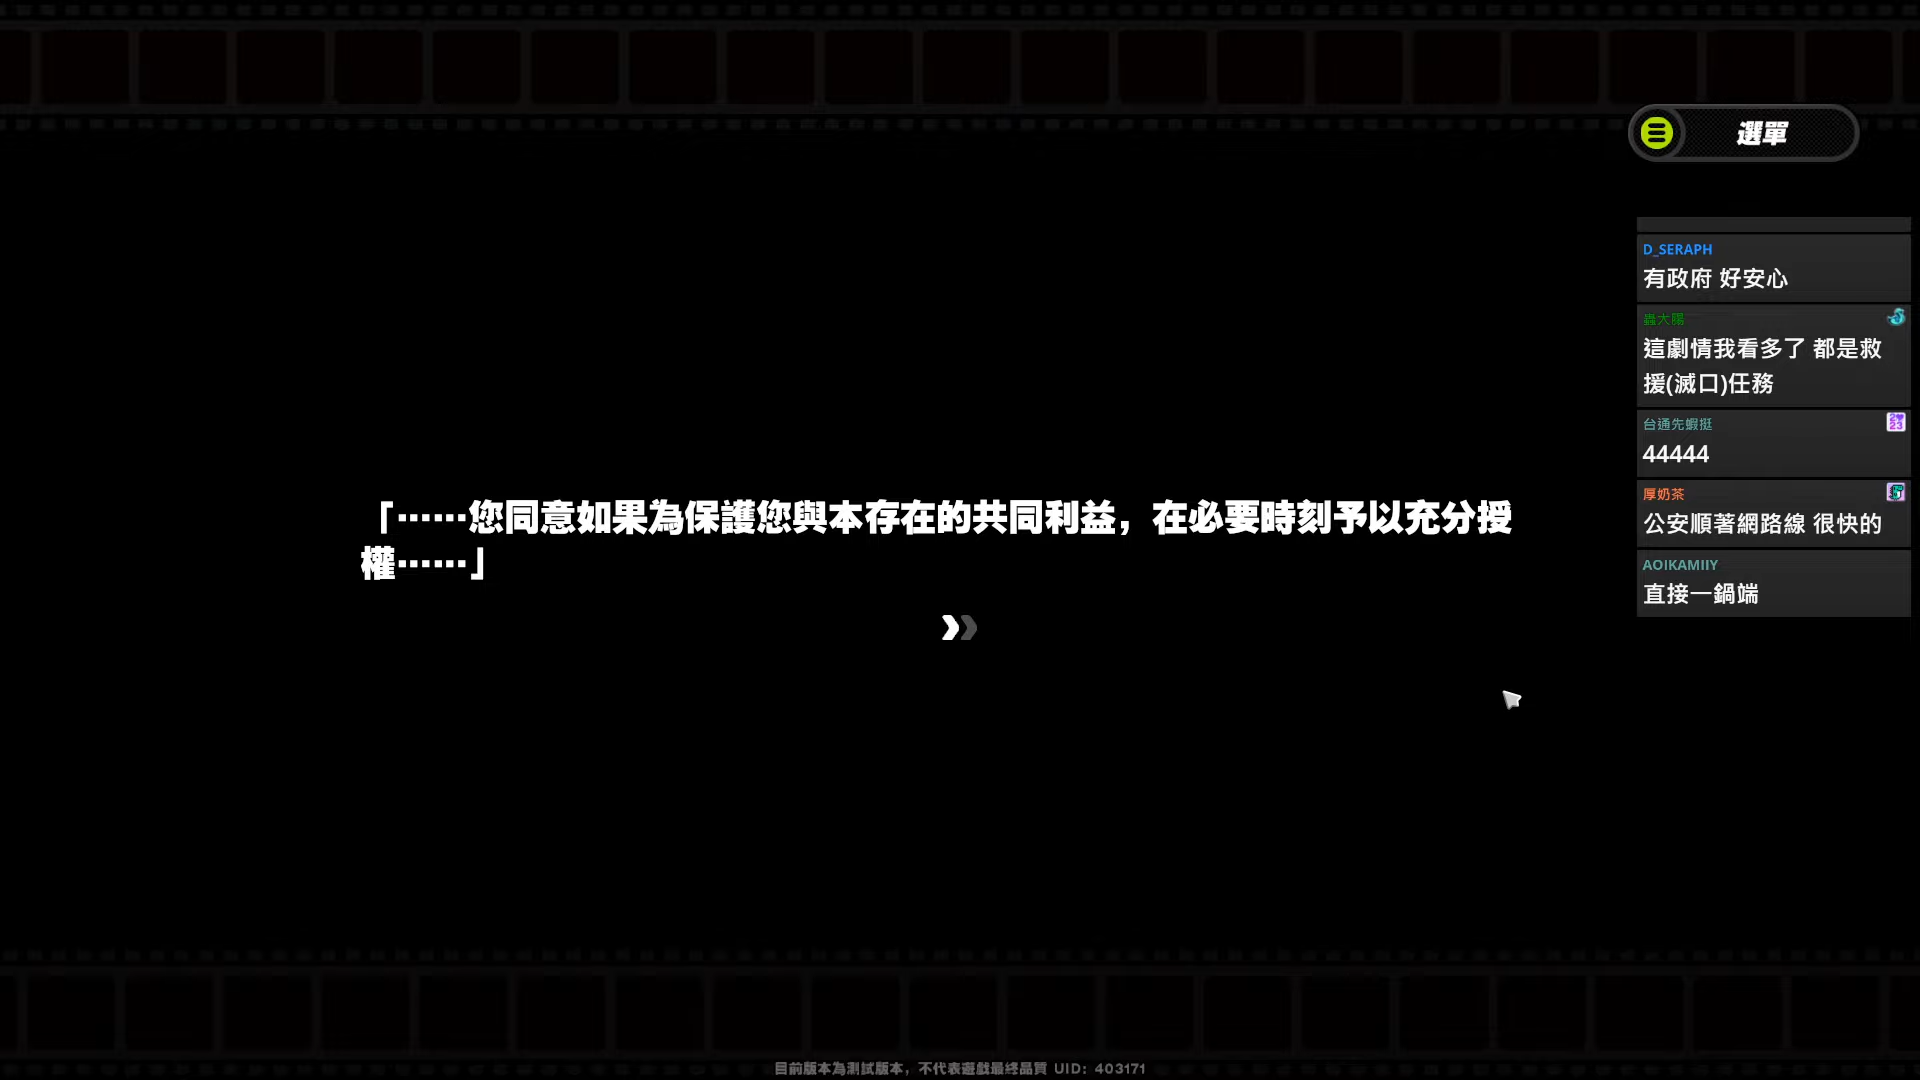 選單
D_SERAPH
有政府 好安心
蟲大腸
這劇情我看多了 都是救
援(滅口)任務
台通先蝦挺
44444
厚奶茶
公安順著網路線 很快的
AOIKAMIIY
直接一鍋端
「……您同意如果為保護您與本存在的共同利益，在必要時刻予以充分授
權……」
目前版本為測試版本，不代表遊戲最終品質 UID: 403171